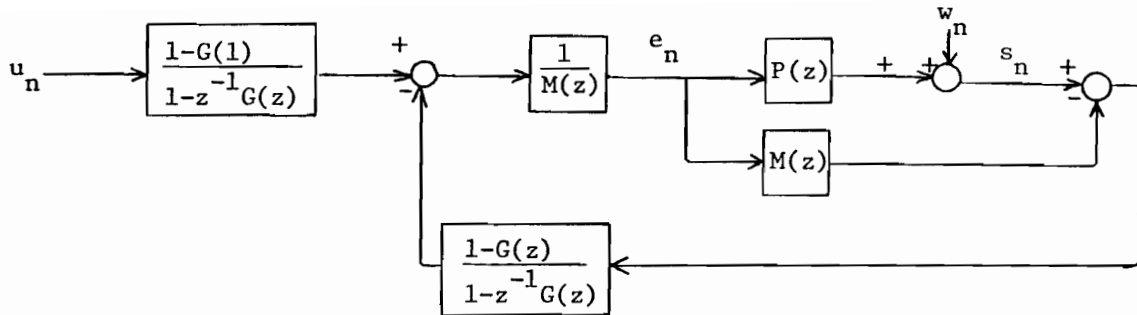 w_n
u_n
1-G(1)
1-z^{-1}G(z)
+
-
1
M(z)
e_n
P(z)
+
+
s_n
+
-
M(z)
1-G(z)
1-z^{-1}G(z)